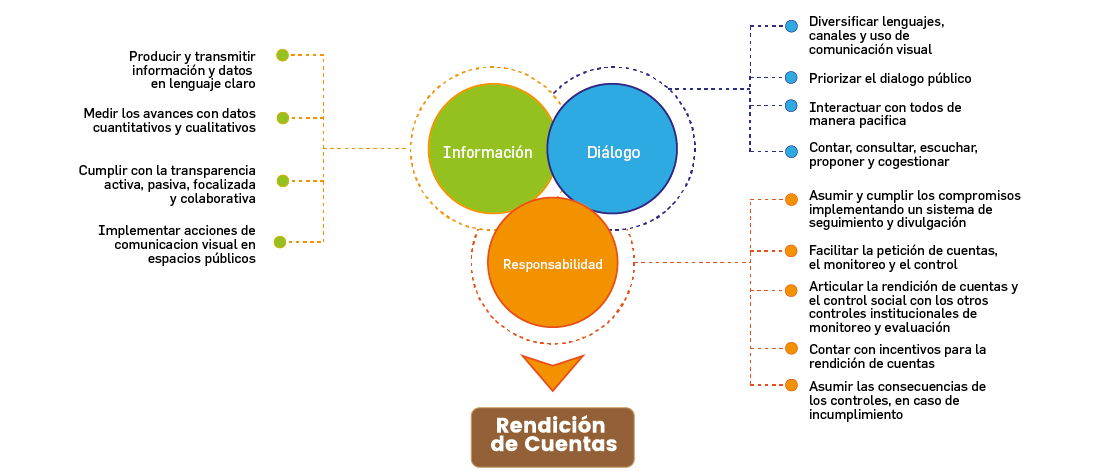 Producir y transmitir
información y datos
en lenguaje claro
Medir los avances con datos
cuantitativos y cualitativos
Cumplir con la transparencia
activa, pasiva, focalizada
y colaborativa
Implementar acciones de
comunicacion visual en
espacios públicos
Información
Diálogo
Responsabilidad
Diversificar lenguajes,
canales y uso de
comunicación visual
Priorizar el dialogo público
Interactuar con todos de
manera pacifica
Contar, consultar, escuchar,
proponer y cogestionar
Asumir y cumplir los compromisos
implementando un sistema de
seguimiento y divulgación
Facilitar la petición de cuentas,
el monitoreo y el control
Articular la rendición de cuentas y
el control social con los otros
controles institucionales de
monitoreo y evaluación
Contar con incentivos para la
rendición de cuentas
Asumir las consecuencias de
los controles, en caso de
incumplimiento
Rendición
de Cuentas